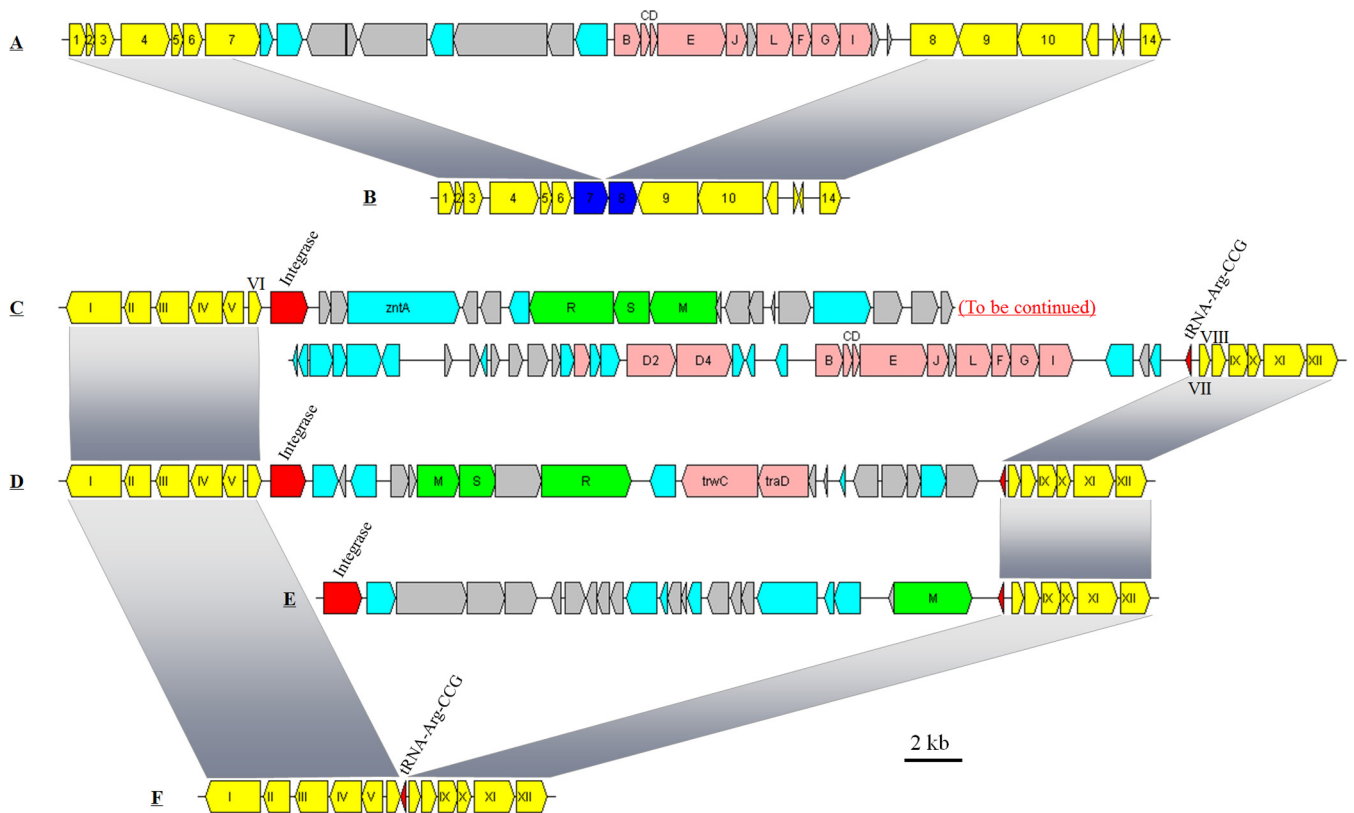 CD
A 1 2 3 4 5 6 7 B E J L F G I 8 9 10 14
B 1 2 3 4 5 6 7 8 9 10 14
Integrase
tRNA-Arg-CCG
VI
C I II III IV V zntA R S M (To be continued)
CD VIII
D2 D4 B E J L F G I IX X XI XII
VII
Integrase
D I II III IV V M S R trwC traD IX X XI XII
Integrase
E M IX X XI XII
tRNA-Arg-CCG
2 kb
F I II III IV V IX X XI XII